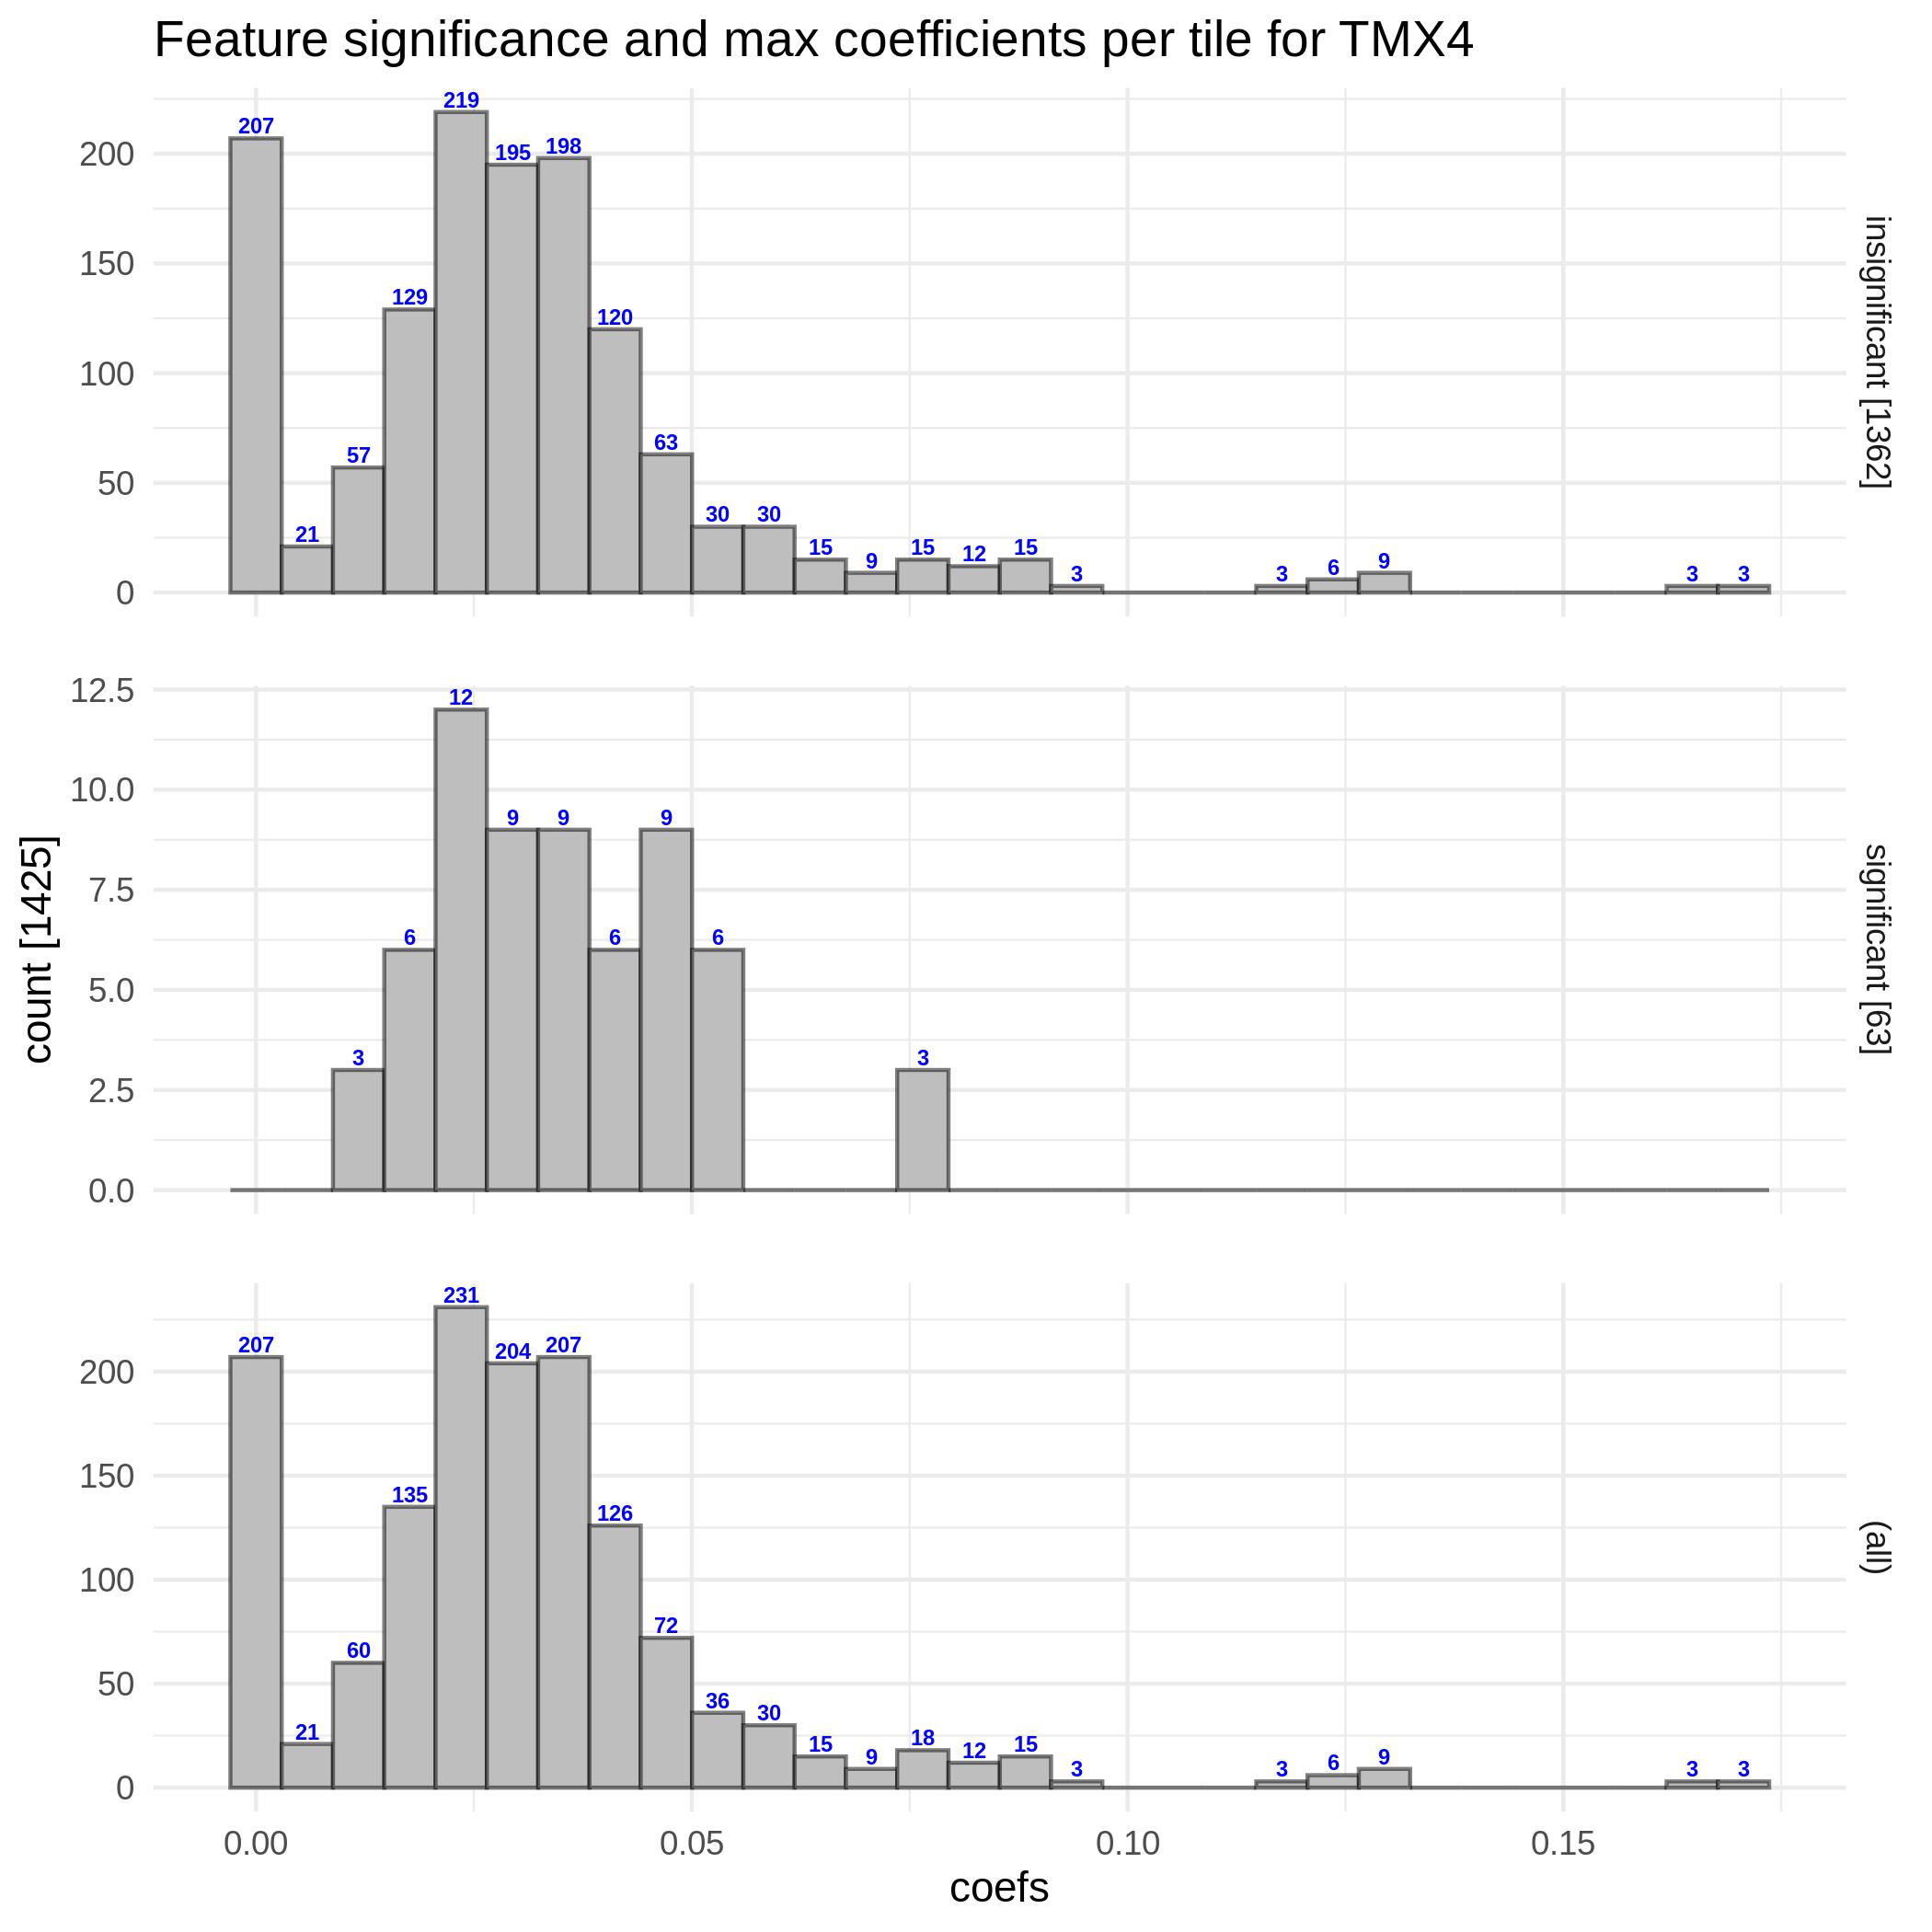 Feature significance and max coefficients per tile for TMX4
219
207
195 198
129
120
63
57
30 30
21
15 9 15 12 15 3 3 6 9 3 3
200
150
100
50
0
insignificant [1362]
12
9 9 9
6 6 6
3 3
12.5
10.0
7.5
5.0
2.5
0.0
significant [63]
count [1425]
231
207 204 207
135
126
72
60
36 30
21 15 9 18 12 15 3 3 6 9 3 3
200
150
100
50
0
(all)
0.00 0.05 0.10 0.15
coefs